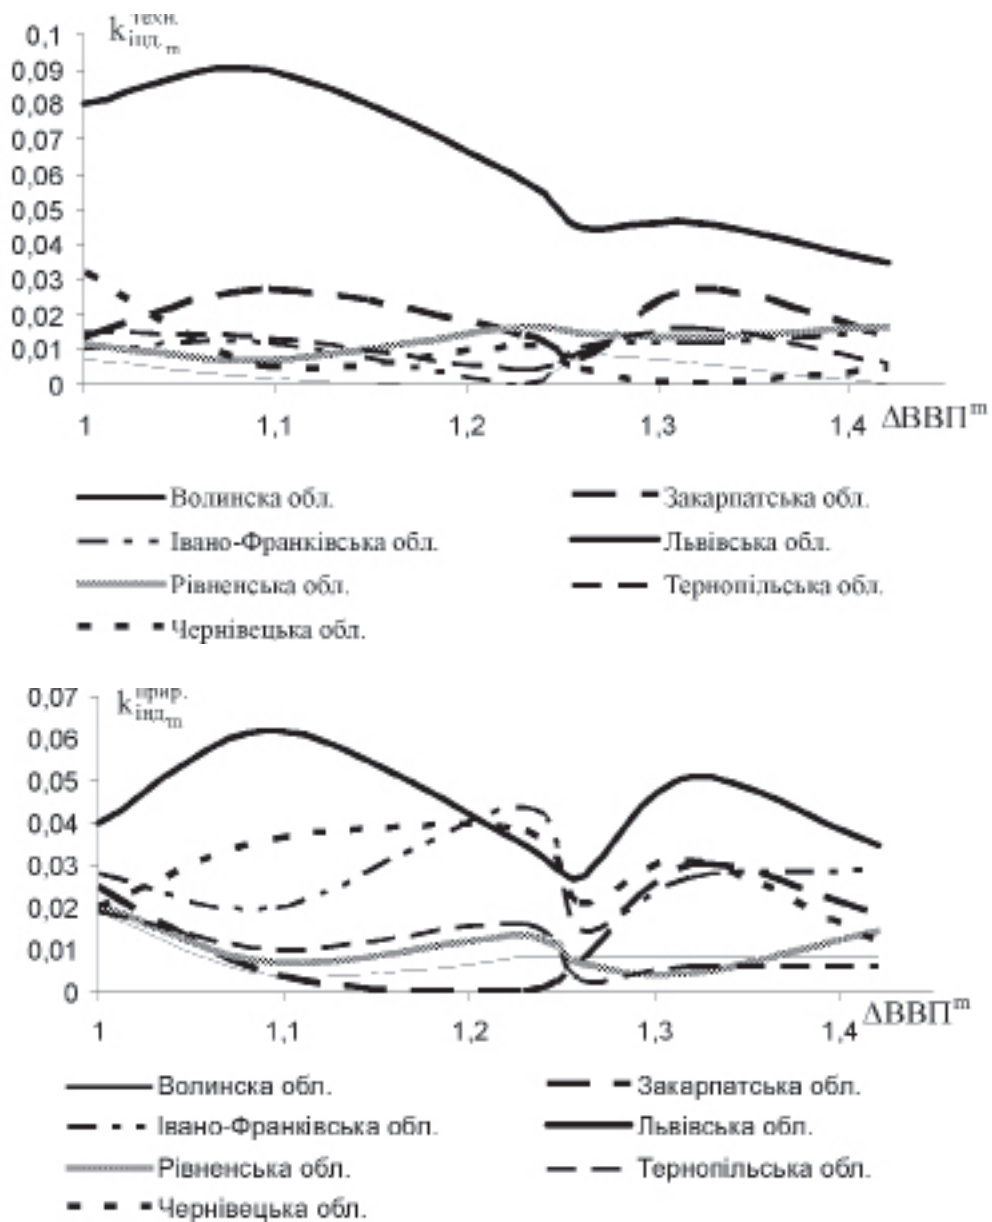 k інд. m техн.
0,1
0,09
0,08
0,07
0,06
0,05
0,04
0,03
0,02
0,01
0
1 1,1 1,2 1,3 1,4 ΔВВП m
Волинска обл. Закарпатська обл.
Івано-Франківська обл. Львівська обл.
Рівненська обл. Тернопільська обл.
Чернівецька обл.
k інд m прир.
0,07
0,06
0,05
0,04
0,03
0,02
0,01
0
1 1,1 1,2 1,3 1,4 ΔВВП m
Волинска обл. Закарпатська обл.
Івано-Франківська обл. Львівська обл.
Рівненська обл. Тернопільська обл.
Чернівецька обл.